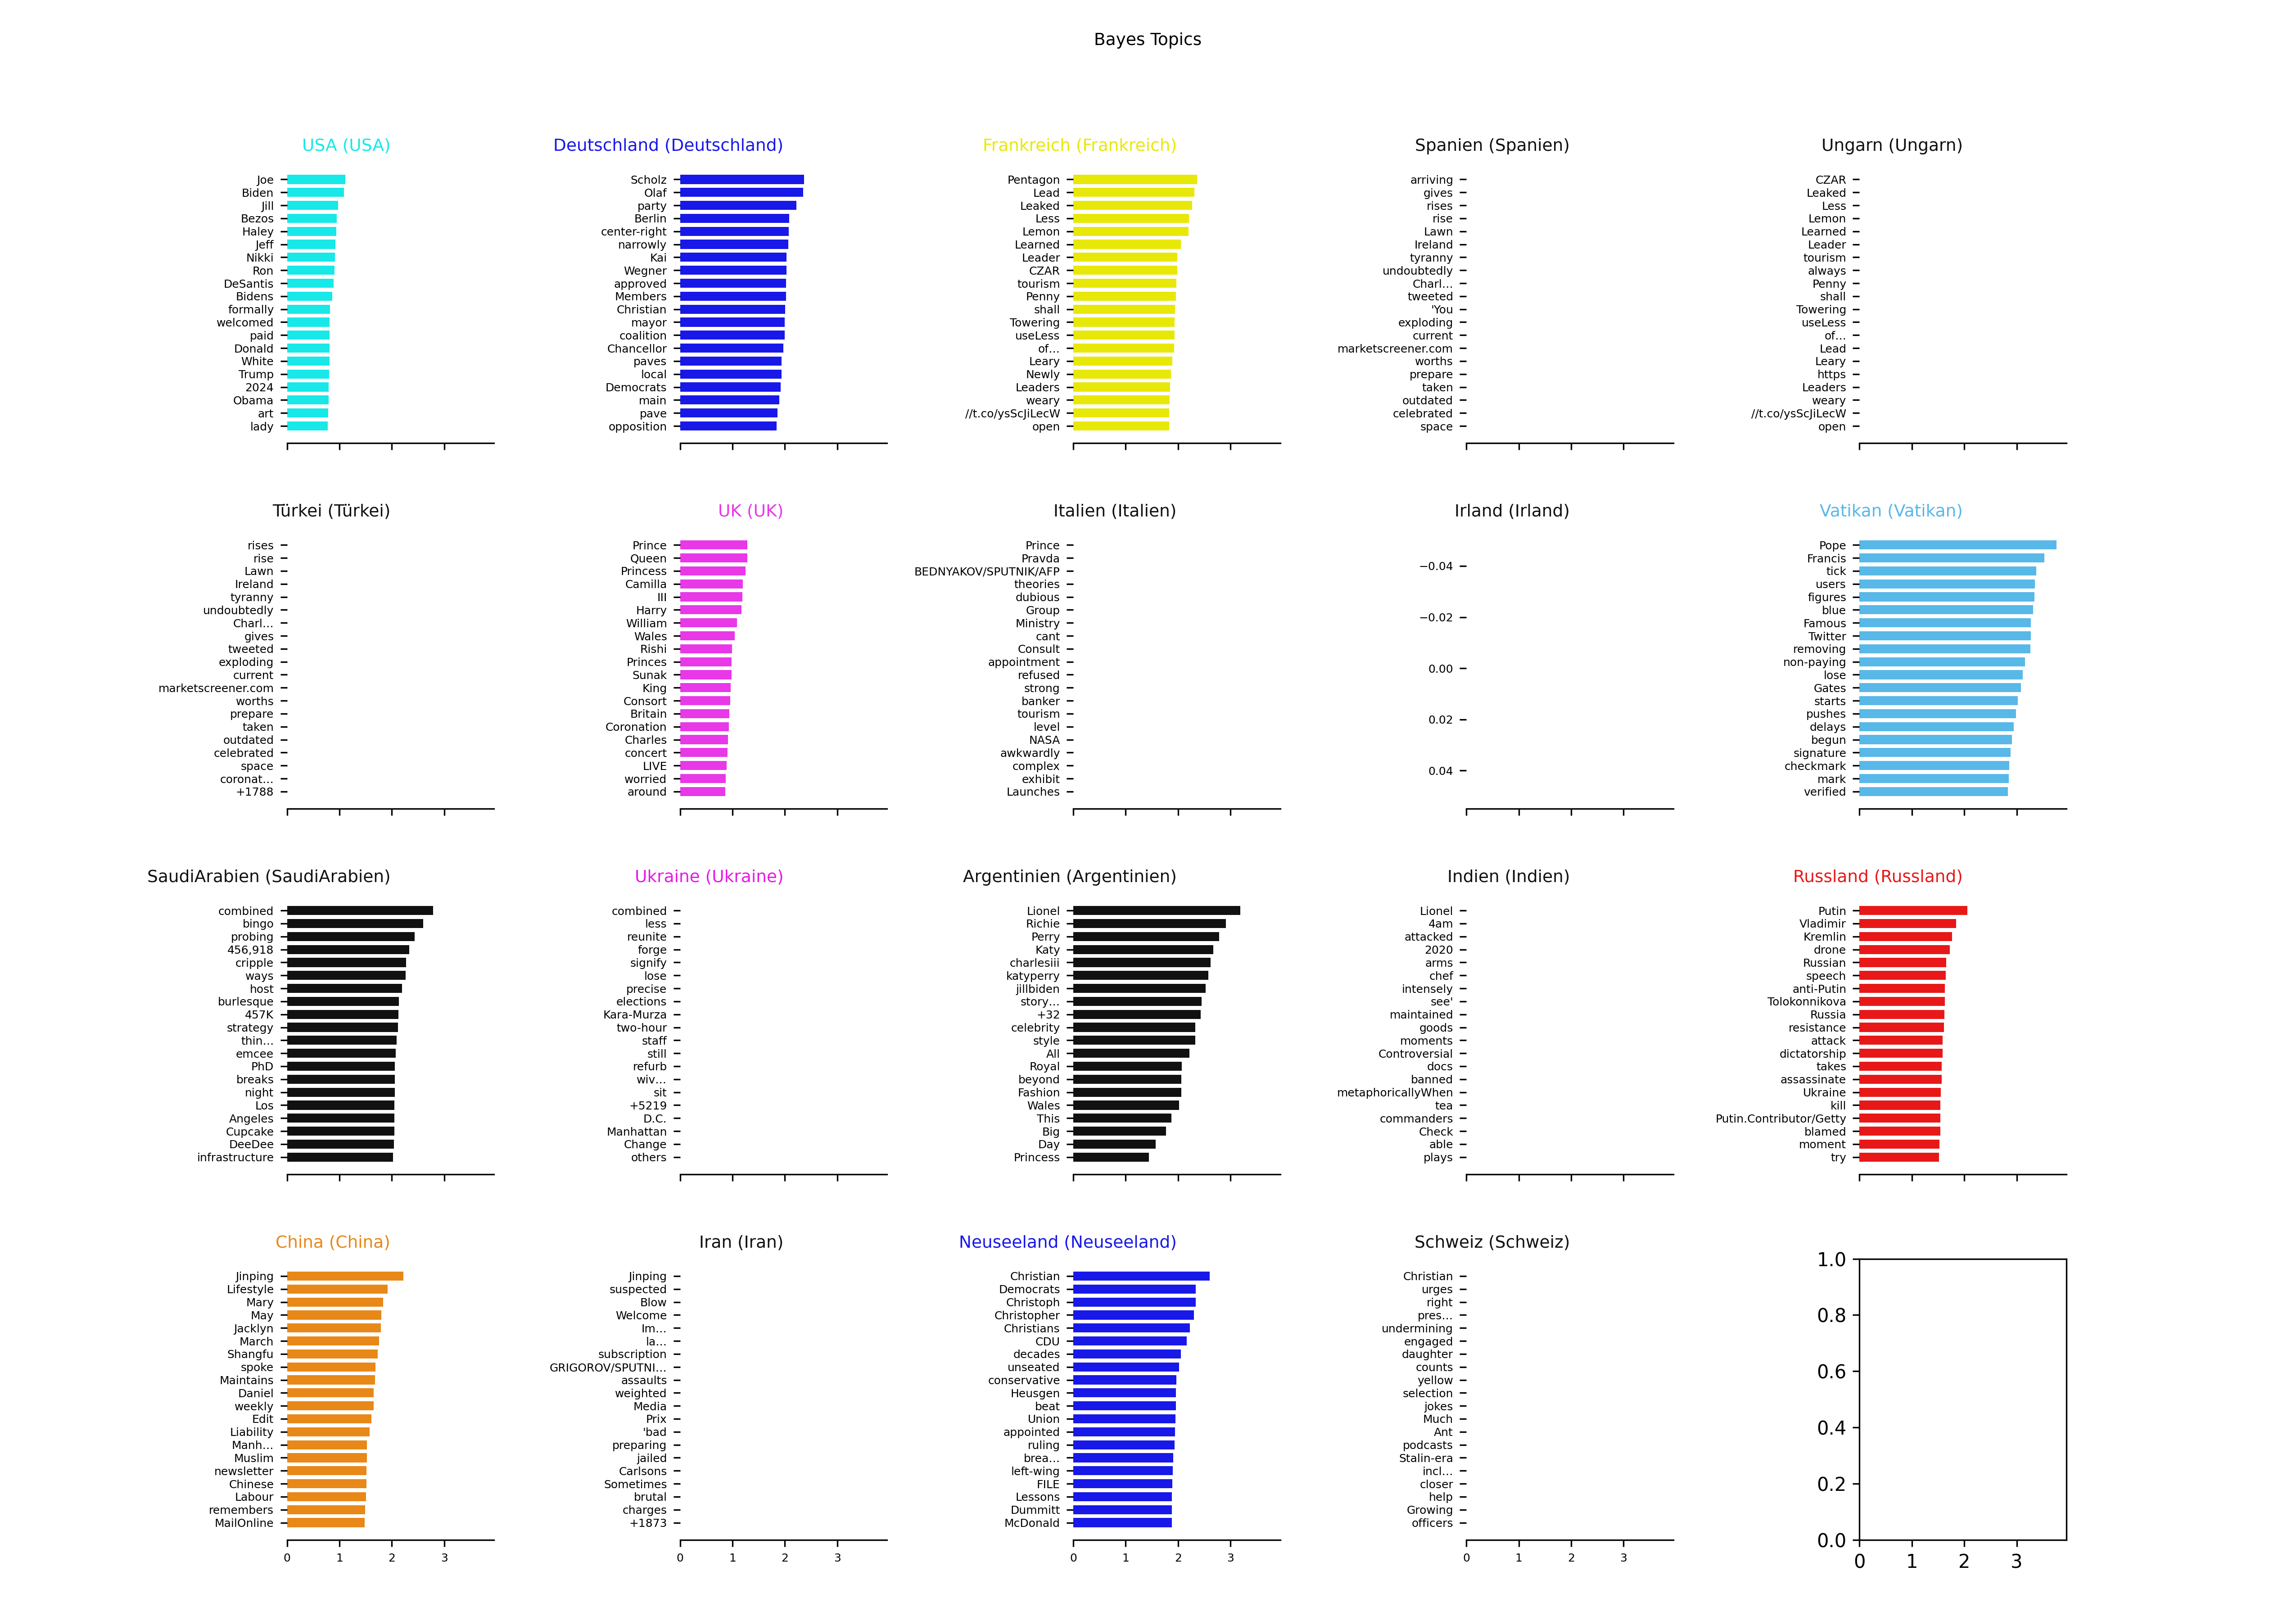 Bayes Topics
USA (USA)
Joe
Biden
Jill
Bezos
Haley
Jeff
Nikki
Ron
DeSantis
Bidens
formally
welcomed
paid
Donald
White
Trump
2024
Obama
art
lady
Deutschland (Deutschland)
Scholz
Olaf
party
Berlin
center-right
narrowly
Kai
Wegner
approved
Members
Christian
mayor
coalition
Chancellor
paves
local
Democrats
main
pave
opposition
Frankreich (Frankreich)
Pentagon
Lead
Leaked
Less
Lemon
Learned
Leader
CZAR
tourism
Penny
shall
Towering
useLess
of…
Leary
Newly
Leaders
weary
//t.co/ysScJiLecW
open
Spanien (Spanien)
arriving
gives
rises
rise
Lawn
Ireland
tyranny
undoubtedly
Charl…
tweeted
'You
exploding
current
marketscreener.com
worths
prepare
taken
outdated
celebrated
space
Ungarn (Ungarn)
CZAR
Leaked
Less
Lemon
Learned
Leader
tourism
always
Penny
shall
Towering
useLess
of…
Lead
Leary
https
Leaders
weary
//t.co/ysScJiLecW
open
Türkei (Türkei)
rises
rise
Lawn
Ireland
tyranny
undoubtedly
Charl…
gives
tweeted
exploding
current
marketscreener.com
worths
prepare
taken
outdated
celebrated
space
coronat…
+1788
UK (UK)
Prince
Queen
Princess
Camilla
III
Harry
William
Wales
Rishi
Princes
Sunak
King
Consort
Britain
Coronation
Charles
concert
LIVE
worried
around
Italien (Italien)
Prince
Pravda
BEDNYAKOV/SPUTNIK/AFP
theories
dubious
Group
Ministry
cant
Consult
appointment
refused
strong
banker
tourism
level
NASA
awkwardly
complex
exhibit
Launches
Irland (Irland)
−0.04
−0.02
0.00
0.02
0.04
Vatikan (Vatikan)
Pope
Francis
tick
users
figures
blue
Famous
Twitter
removing
non-paying
lose
Gates
starts
pushes
delays
begun
signature
checkmark
mark
verified
SaudiArabien (SaudiArabien)
combined
bingo
probing
456,918
cripple
ways
host
burlesque
457K
strategy
thin…
emcee
PhD
breaks
night
Los
Angeles
Cupcake
DeeDee
infrastructure
Ukraine (Ukraine)
combined
less
reunite
forge
signify
lose
precise
elections
Kara-Murza
two-hour
staff
still
refurb
wiv…
sit
+5219
D.C.
Manhattan
Change
others
Argentinien (Argentinien)
Lionel
Richie
Perry
Katy
charlesiii
katyperry
jillbiden
story…
+32
celebrity
style
All
Royal
beyond
Fashion
Wales
This
Big
Day
Princess
Indien (Indien)
Lionel
4am
attacked
2020
arms
chef
intensely
see'
maintained
goods
moments
Controversial
docs
banned
metaphoricallyWhen
tea
commanders
Check
able
plays
Russland (Russland)
Putin
Vladimir
Kremlin
drone
Russian
speech
anti-Putin
Tolokonnikova
Russia
resistance
attack
dictatorship
takes
assassinate
Ukraine
kill
Putin.Contributor/Getty
blamed
moment
try
China (China)
Jinping
Lifestyle
Mary
May
Jacklyn
March
Shangfu
spoke
Maintains
Daniel
weekly
Edit
Liability
Manh…
Muslim
newsletter
Chinese
Labour
remembers
MailOnline
0 1 2 3
Iran (Iran)
Jinping
suspected
Blow
Welcome
Im…
la…
subscription
GRIGOROV/SPUTNI…
assaults
weighted
Media
Prix
'bad
preparing
jailed
Carlsons
Sometimes
brutal
charges
+1873
0 1 2 3
Neuseeland (Neuseeland)
Christian
Democrats
Christoph
Christopher
Christians
CDU
decades
unseated
conservative
Heusgen
beat
Union
appointed
ruling
brea…
left-wing
FILE
Lessons
Dummitt
McDonald
0 1 2 3
Schweiz (Schweiz)
Christian
urges
right
pres…
undermining
engaged
daughter
counts
yellow
selection
jokes
Much
Ant
podcasts
Stalin-era
incl…
closer
help
Growing
officers
0 1 2 3
1.0
0.8
0.6
0.4
0.2
0.0
0 1 2 3